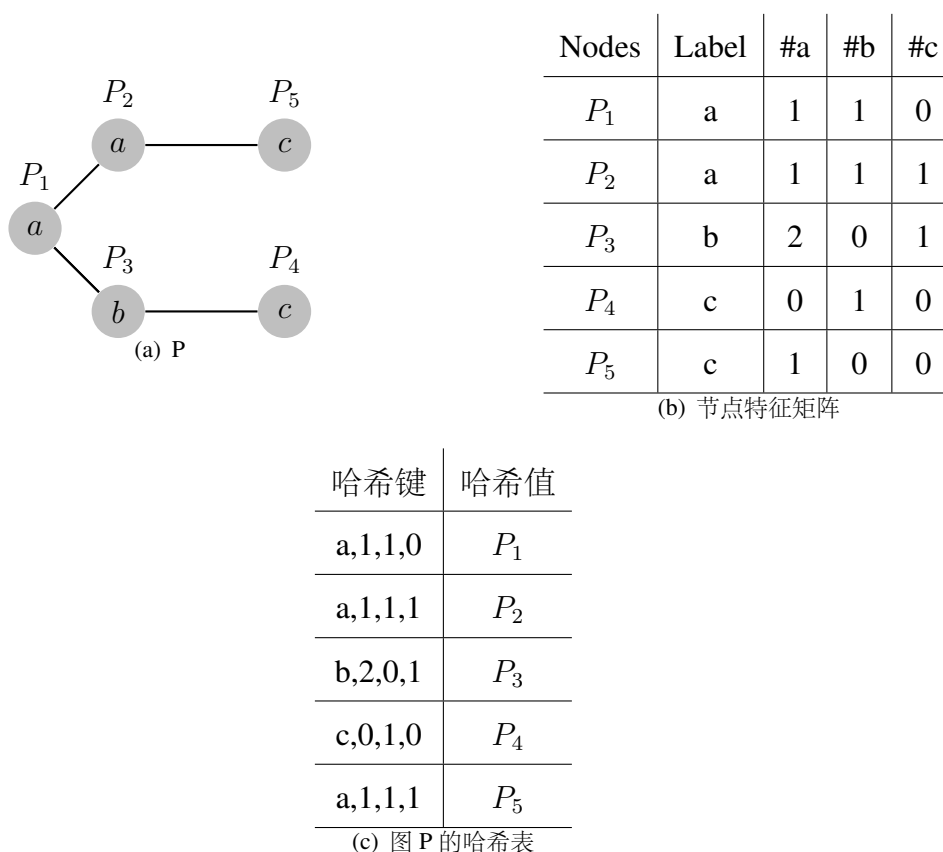 P2 P5
a c
P1
a
P3 P4
b c
(a) P
Nodes Label #a #b #c
P1 a 1 1 0
P2 a 1 1 1
P3 b 2 0 1
P4 c 0 1 0
P5 c 1 0 0
(b) 节点特征矩阵
哈希键 哈希值
a,1,1,0 P1
a,1,1,1 P2
b,2,0,1 P3
c,0,1,0 P4
a,1,1,1 P5
(c) 图 P 的哈希表